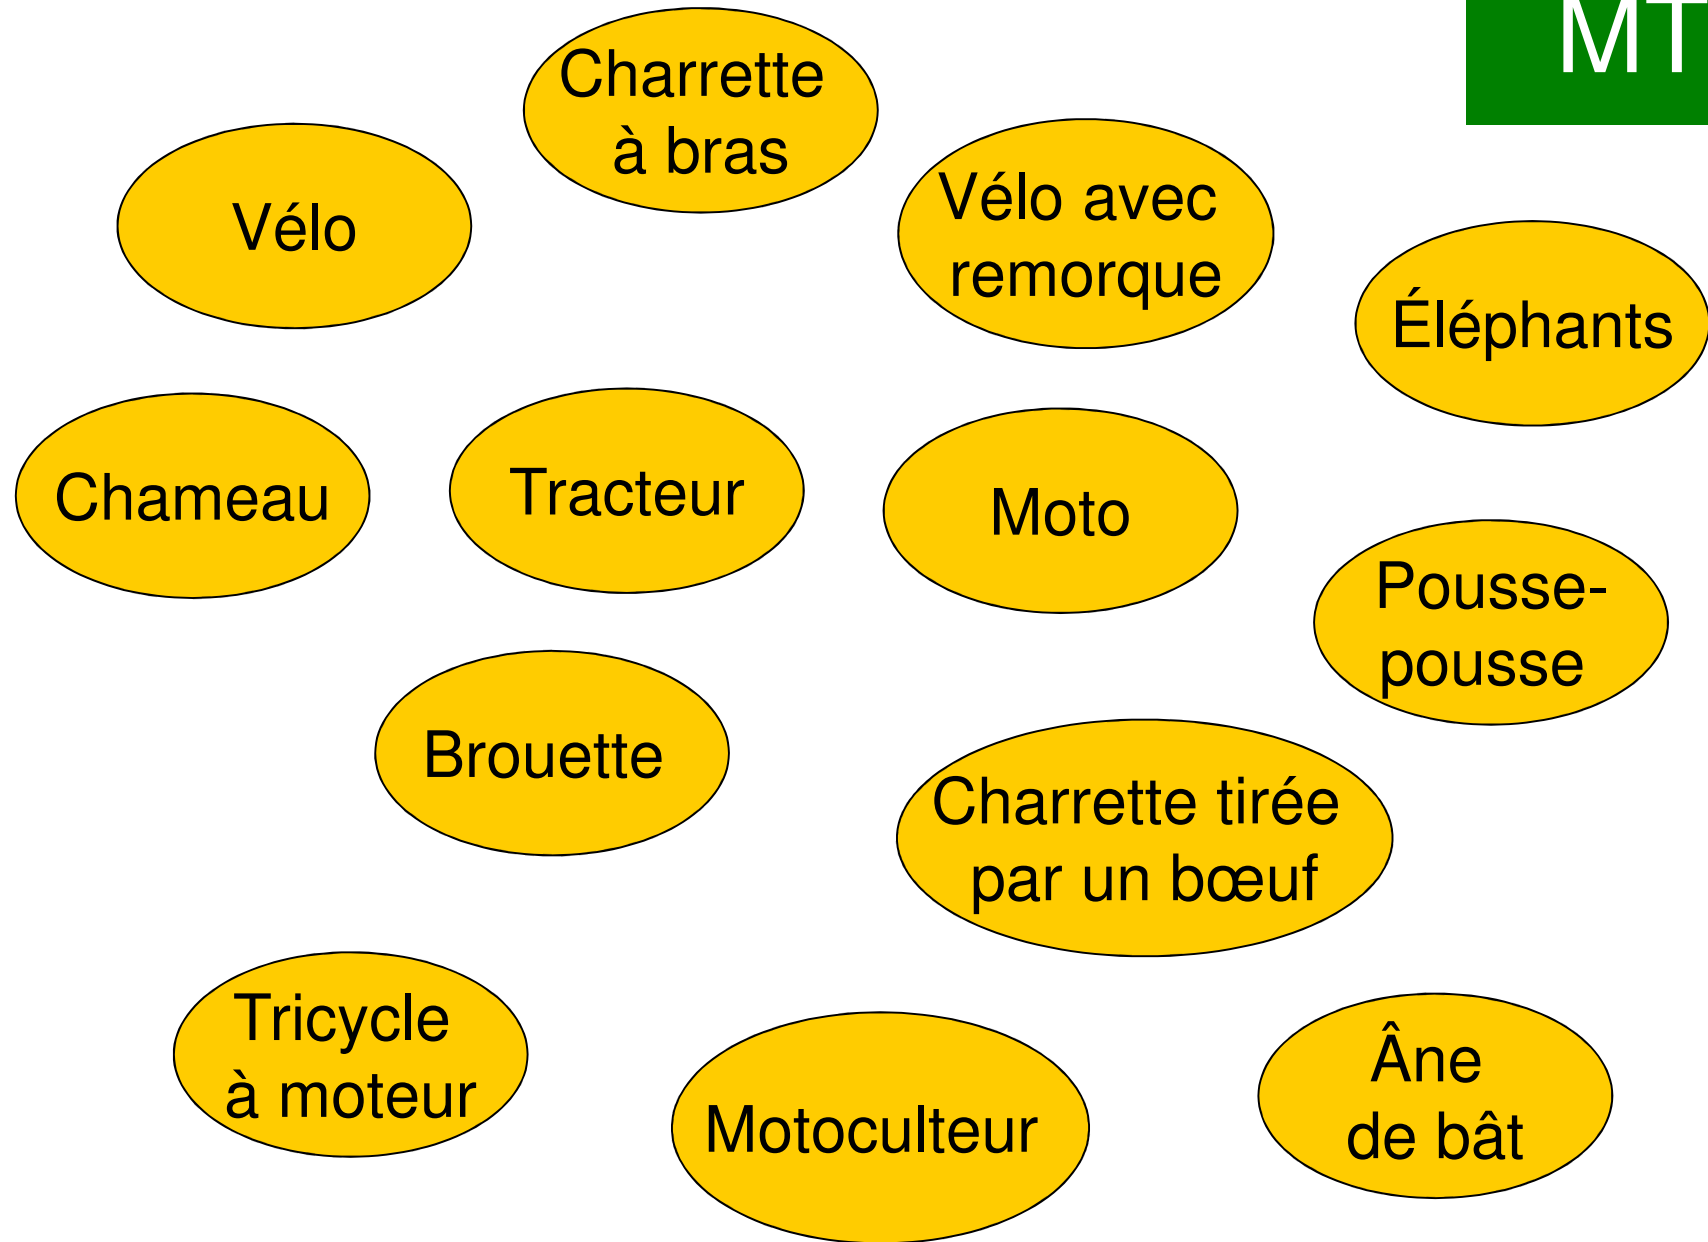 MT
Charrette
à bras
Vélo
Vélo avec
remorque
Éléphants
Chameau
Tracteur
Moto
Pousse-
pousse
Brouette
Charrette tirée
par un bœuf
Tricycle
à moteur
Motoculteur
Âne
de bât